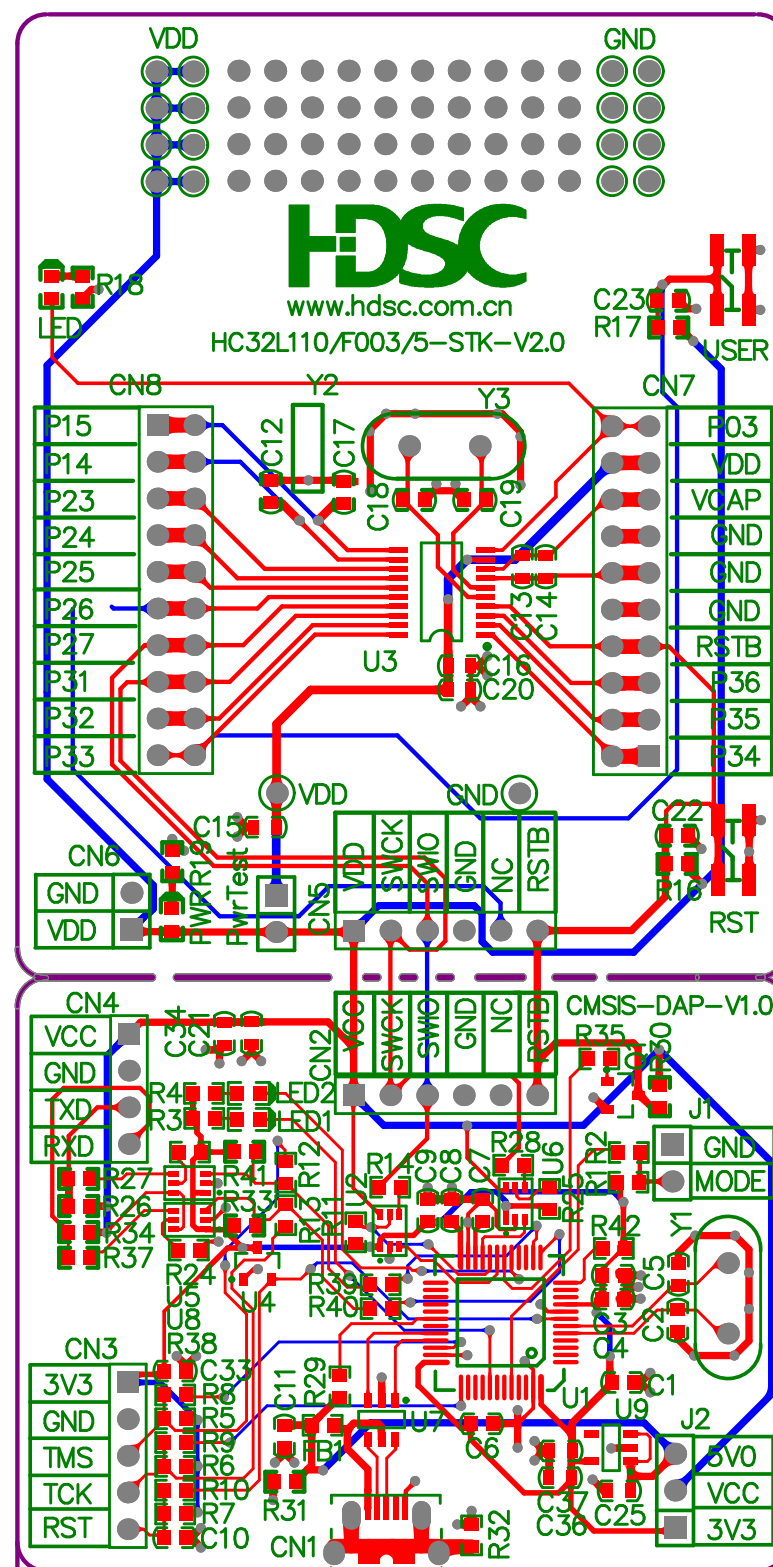 VDD GND
HDSC
www.hdsc.com.cn
HC32L110/F003/5-STK-V2.0
R18
LED
C23
R17
USER
CN8
Y2
Y3
CN7
P15
P14
P23
P24
P25
P26
P27
P31
P32
P33
C12
C17
C18
C19
C13
C14
U3
C16
C20
P03
VDD
VCAP
GND
GND
GND
RSTB
P36
P35
P34
VDD
GND
C15
C22
R16
RST
CN6
GND
VDD
R19
PWR
PwrTest
CN5
VDD
SWCK
SWIO
GND
NC
RSTB
CN4
VCC
GND
TXD
RXD
C34
C21
CN2
VCC
SWCK
SWIO
GND
NC
RSTB
CMSIS-DAP-V1.0
R35
Q1
R30
R4
LED2
R3
LED1
J1
GND
MODE
R27
R26
R34
R37
R41
R33
R12
R13
R11
R14
U2
C9
C8
C7
R28
U6
R42
Y1
C5
C2
C3
C4
R24
U5
U8
R38
U4
R39
R40
CN3
3V3
GND
TMS
TCK
RST
C33
R8
R5
R9
R6
R10
R7
C10
C11
R29
FB1
R31
U7
C6
U1
C1
U9
J2
5V0
VCC
3V3
C37
C36
C25
CN1
R32